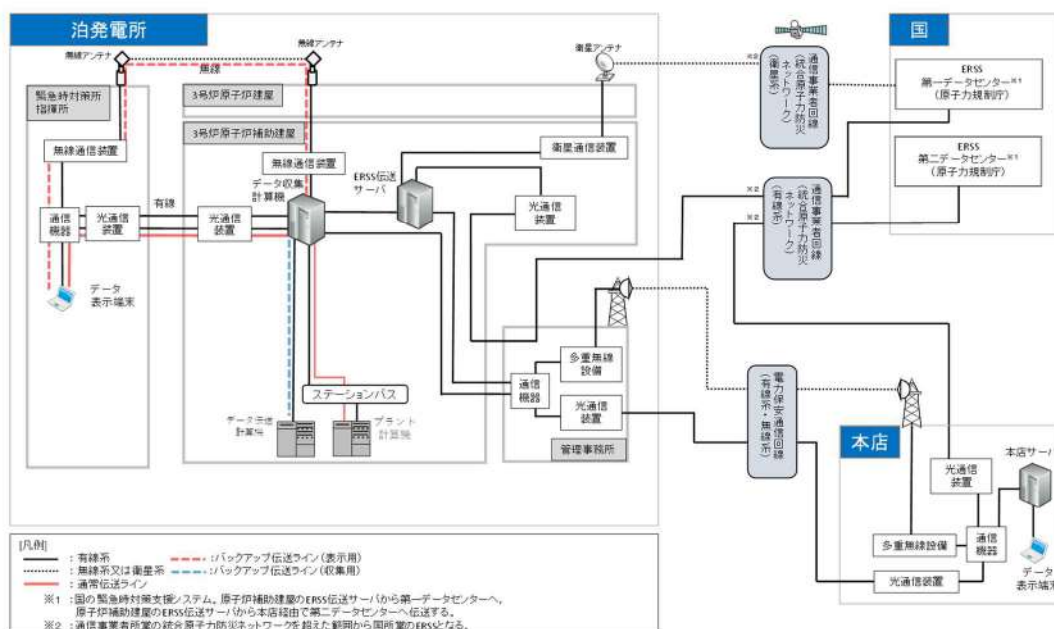 泊発電所
無線アンテナ
無線アンテナ
無線
衛星アンテナ
緊急時対策所
指揮所
3号炉原子炉建屋
3号炉原子炉補助建屋
無線通信装置
無線通信装置
データ収集
計算機
ERSS伝送
サーバ
衛星通信装置
有線
通信
機器
光通信
装置
光通信
装置
光通信
装置
データ
表示端末
ステーションバス
データ伝送
計算機
プラント
計算機
通信
機器
多重無線
設備
光通信
装置
管理事務所
※2
通信事業者回線
(統合原子力防災
ネットワーク)
(衛星系)
※2
※2
通信事業者回線
(統合原子力防災
ネットワーク)
(有線系)
電力保安通信回線
(有線系・無線系)
国
ERSS
第一データセンター※1
(原子力規制庁)
ERSS
第二データセンター※1
(原子力規制庁)
本店
本店サーバ
光通信
装置
多重無線設備
通信
機器
光通信装置
データ
表示端末
[凡例]
:有線系
:バックアップ伝送ライン(表示用)
:無線系又は衛星系
:バックアップ伝送ライン(収集用)
:通常伝送ライン
※1 :国の緊急時対策支援システム。原子炉補助建屋のERSS伝送サーバから第一データセンターへ、
原子炉補助建屋のERSS伝送サーバから本店経由で第二データセンターへ伝送する。
※2 :通信事業者所掌の統合原子力防災ネットワークを超えた範囲から国所掌のERSSとなる。